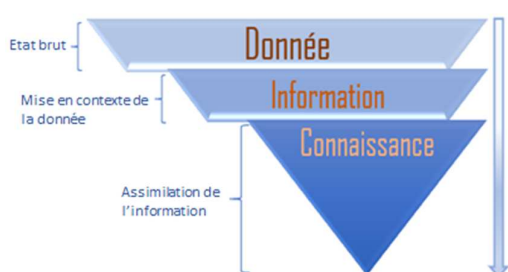 Etat brut
Donnée
Mise en contexte de
la donnée
Information
Connaissance
Assimilation de
l'information